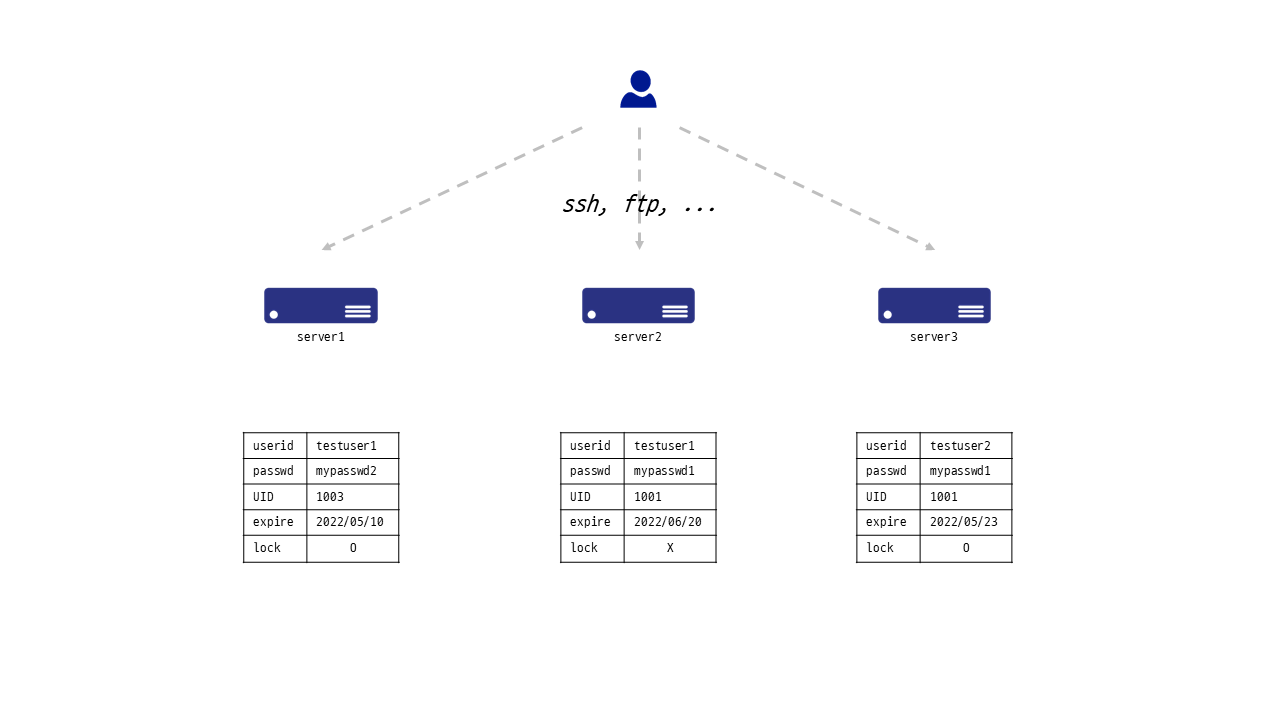 ssh, ftp, ...
server1
server2
server3
userid testuser1
passwd mypasswd2
UID 1003
expire 2022/05/10
lock O
userid testuser1
passwd mypasswd1
UID 1001
expire 2022/06/20
lock X
userid testuser2
passwd mypasswd1
UID 1001
expire 2022/05/23
lock O